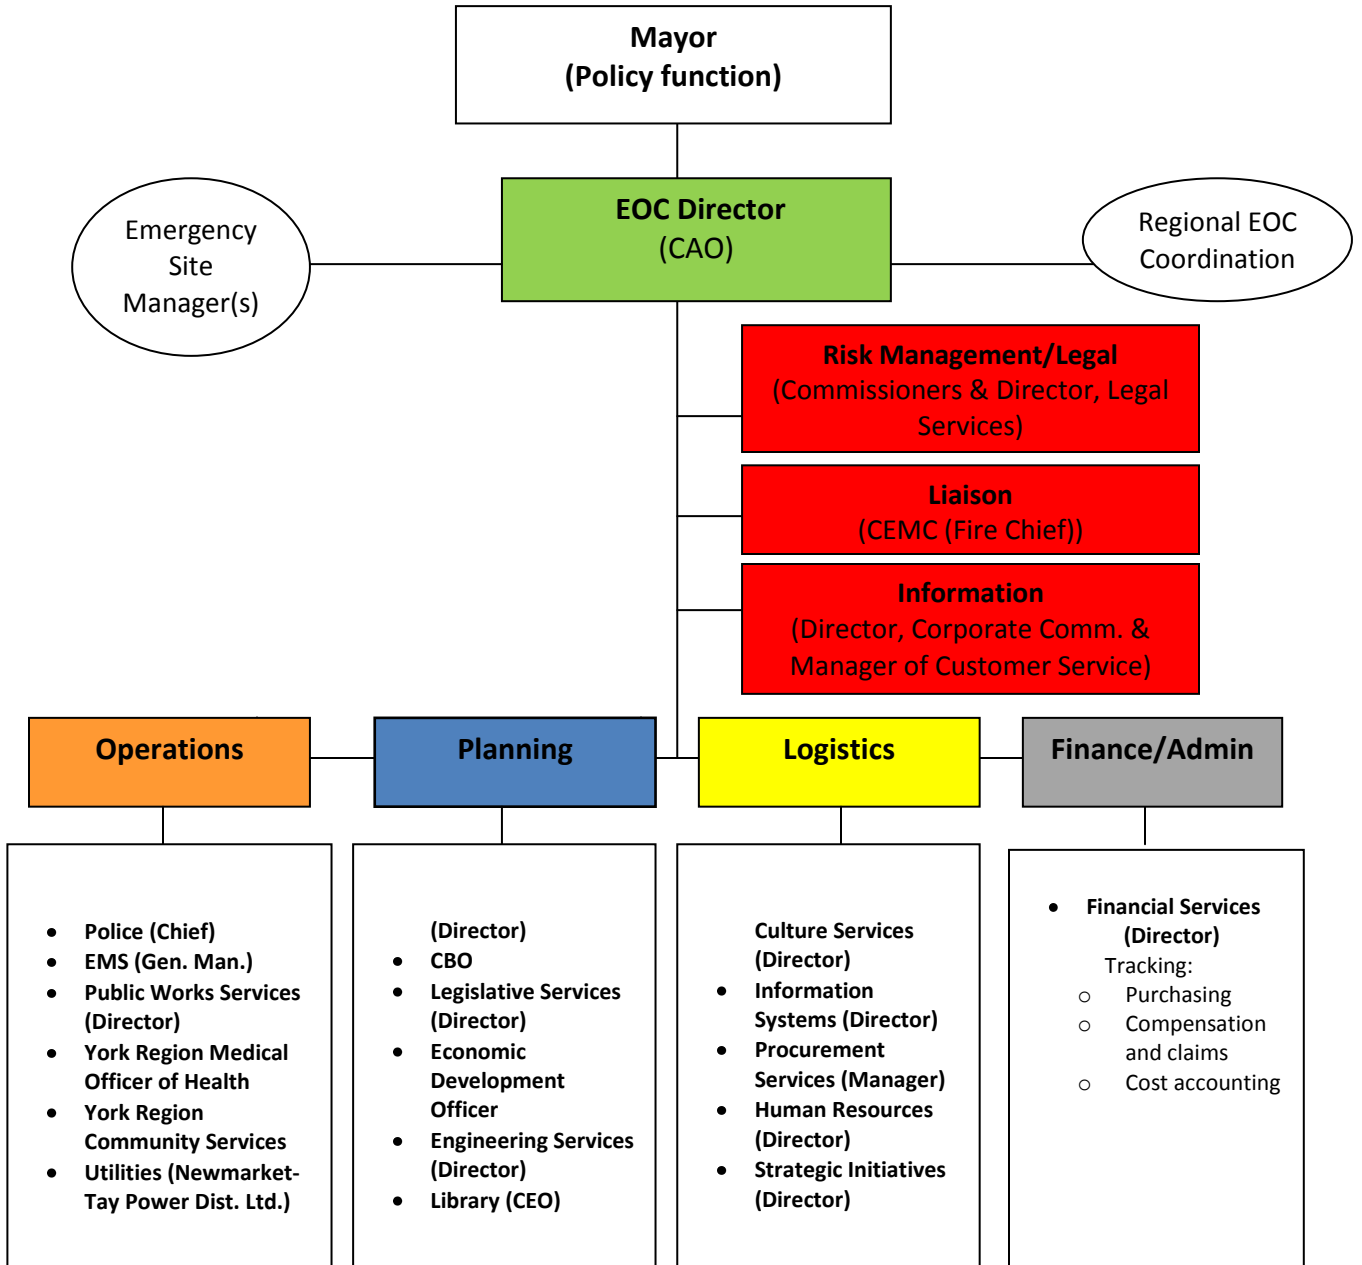 Mayor
(Policy function)
EOC Director
(CAO)
Emergency
Site
Manager(s)
Regional EOC
Coordination
Risk Management/Legal
(Commissioners & Director, Legal
Services)
Liaison
(CEMC (Fire Chief))
Information
(Director, Corporate Comm. &
Manager of Customer Service)
Operations
Planning
Logistics
Finance/Admin
• Police (Chief)
• EMS (Gen. Man.)
• Public Works Services
(Director)
• York Region Medical
Officer of Health
• York Region
Community Services
• Utilities (Newmarket-
Tay Power Dist. Ltd.)
(Director)
• CBO
• Legislative Services
(Director)
• Economic
Development
Officer
• Engineering Services
(Director)
• Library (CEO)
Culture Services
(Director)
• Information
Systems (Director)
• Procurement
Services (Manager)
• Human Resources
(Director)
• Strategic Initiatives
(Director)
• Financial Services
(Director)
Tracking:
o Purchasing
o Compensation
and claims
o Cost accounting